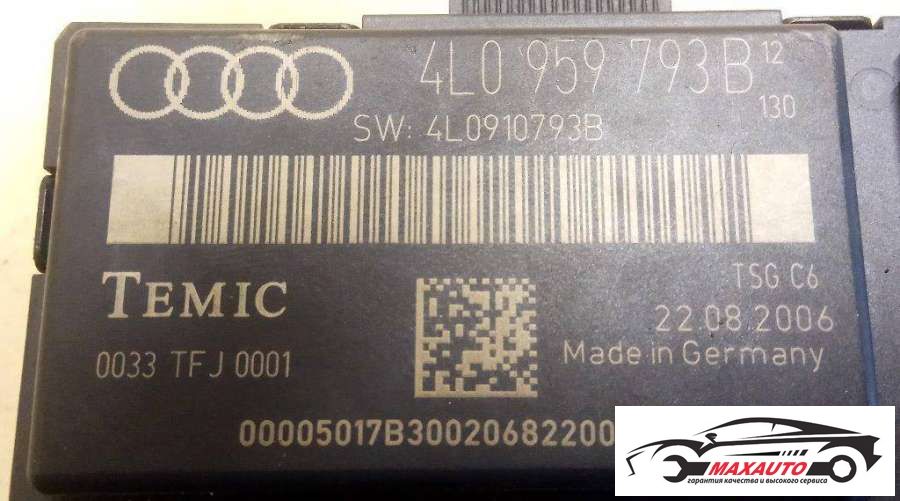 4L0 959 793 B 12
130
SW: 4L0910793B
TEMIC
TSG C6
22.08.2006
0033 TFJ 0001
Made in Germany
00005017B30020682200
MAXAUTO
гарантия качества и высокого сервиса